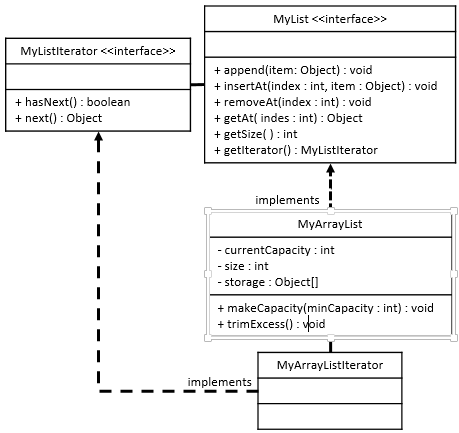 MyList <<interface>>
+ append(item: Object) : void
+ insertAt(index : int, item : Object) : void
+ removeAt(index : int) : void
+ getAt( indes : int) : Object
+ getSize( ) : int
+ getIterator() : MyListIterator
MyListIterator <<interface>>
+ hasNext() : boolean
+ next() : Object
implements
MyArrayList
- currentCapacity : int
- size : int
- storage : Object[]
+ makeCapacity(minCapacity : int) : void
+ trimExcess() : void
implements
MyArrayListIterator